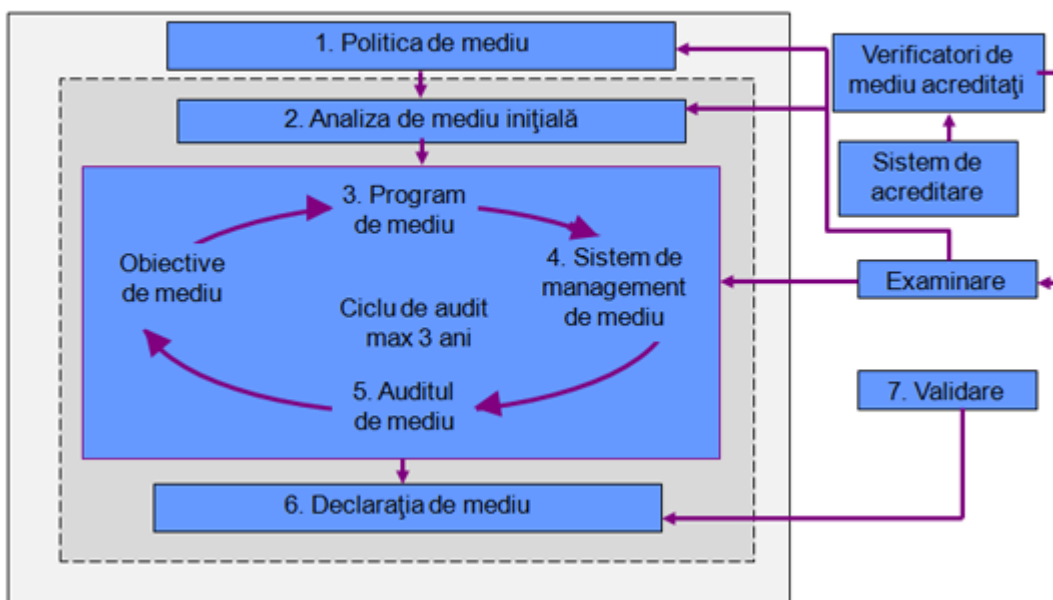 1. Politica de mediu
2. Analiza de mediu iniţială
3. Program
de mediu
Obiective
de mediu
4. Sistem de
management
de mediu
Ciclu de audit
max 3 ani
5. Auditul
de mediu
6. Declaraţia de mediu
Verificatori de
mediu acreditaţi
Sistem de
acreditare
Examinare
7. Validare